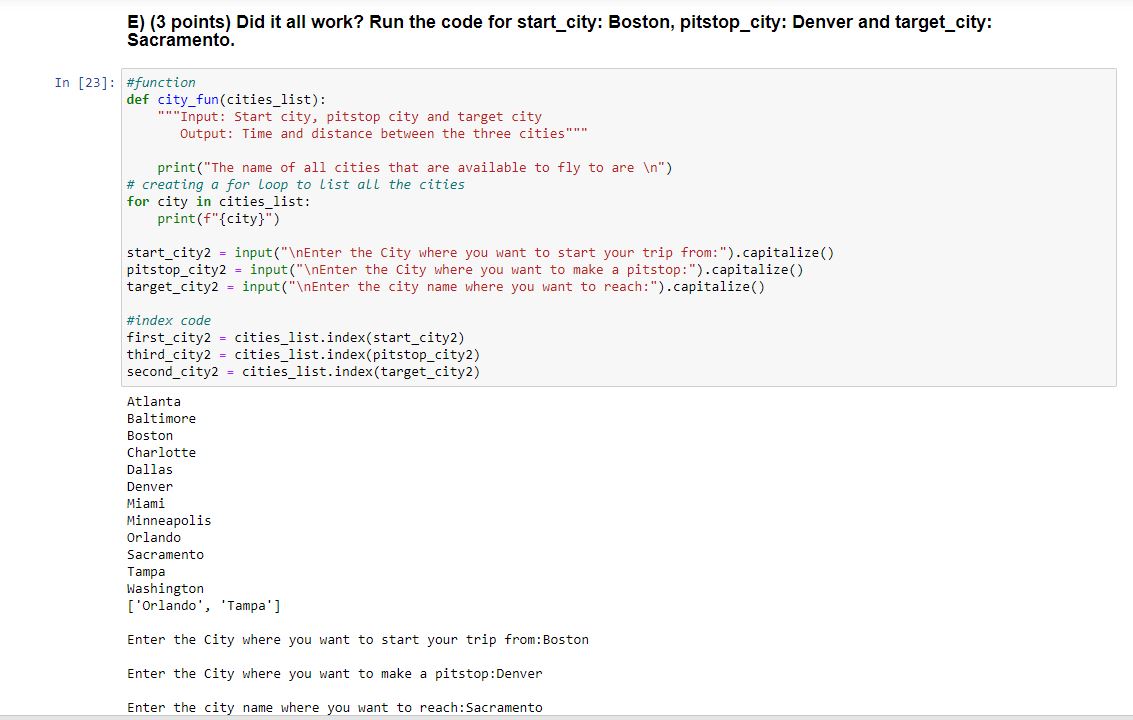 E) (3 points) Did it all work? Run the code for start_city: Boston, pitstop_city: Denver and target_city:
Sacramento.
In [23]: #function
def city_fun(cities_list):
    """Input: Start city, pitstop city and target city
       Output: Time and distance between the three cities"""

    print("The name of all cities that are available to fly to are \n")
# creating a for loop to list all the cities
for city in cities_list:
    print(f"{city}")

start_city2 = input("\nEnter the City where you want to start your trip from:").capitalize()
pitstop_city2 = input("\nEnter the City where you want to make a pitstop:").capitalize()
target_city2 = input("\nEnter the city name where you want to reach:").capitalize()

#index code
first_city2 = cities_list.index(start_city2)
third_city2 = cities_list.index(pitstop_city2)
second_city2 = cities_list.index(target_city2)
Atlanta
Baltimore
Boston
Charlotte
Dallas
Denver
Miami
Minneapolis
Orlando
Sacramento
Tampa
Washington
['Orlando', 'Tampa']

Enter the City where you want to start your trip from:Boston

Enter the City where you want to make a pitstop:Denver

Enter the city name where you want to reach:Sacramento